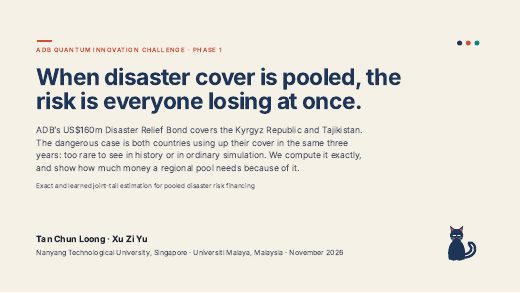 ADB QUANTUM INNOVATION CHALLENGE · PHASE 1
When disaster cover is pooled, the
risk is everyone losing at once.
ADB's US$160m Disaster Relief Bond covers the Kyrgyz Republic and Tajikistan.
The dangerous case is both countries using up their cover in the same three
years: too rare to see in history or in ordinary simulation. We compute it exactly,
and show how much money a regional pool needs because of it.
Exact and learned joint-tail estimation for pooled disaster risk financing
Tan Chun Loong · Xu Zi Yu
Nanyang Technological University, Singapore · Universiti Malaya, Malaysia · November 2026